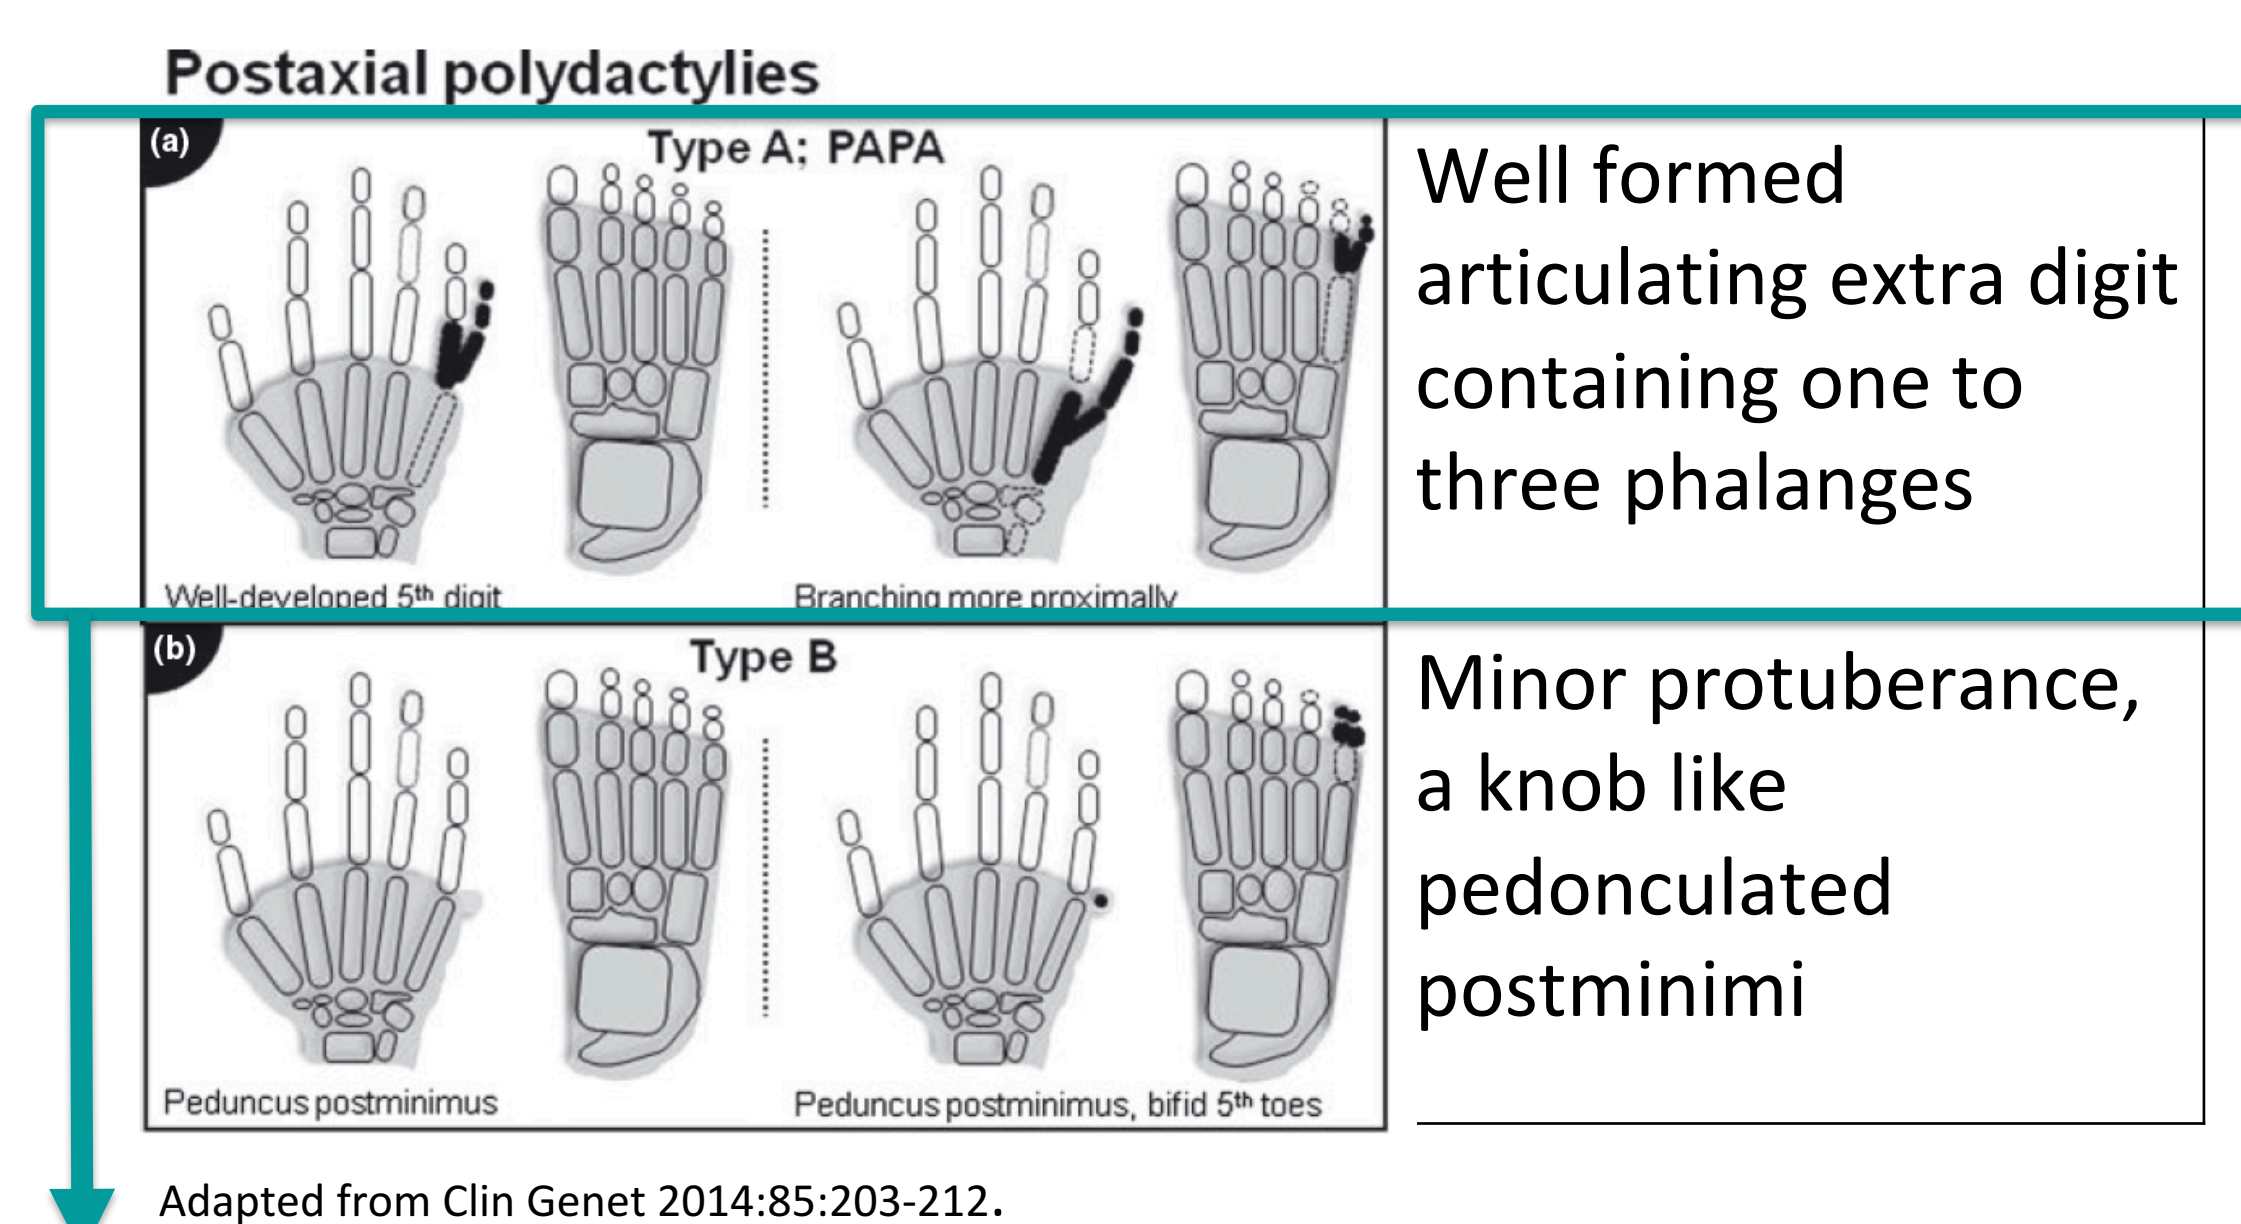 Postaxial polydactylies
(a)
Type A; PAPA
Well-developed 5th digit
Branching more proximally
Well formed
articulating extra digit
containing one to
three phalanges
(b)
Type B
Peduncus postminimus
Peduncus postminimus, bifid 5th toes
Minor protuberance,
a knob like
pedonculated
postminimi
Adapted from Clin Genet 2014:85:203-212.